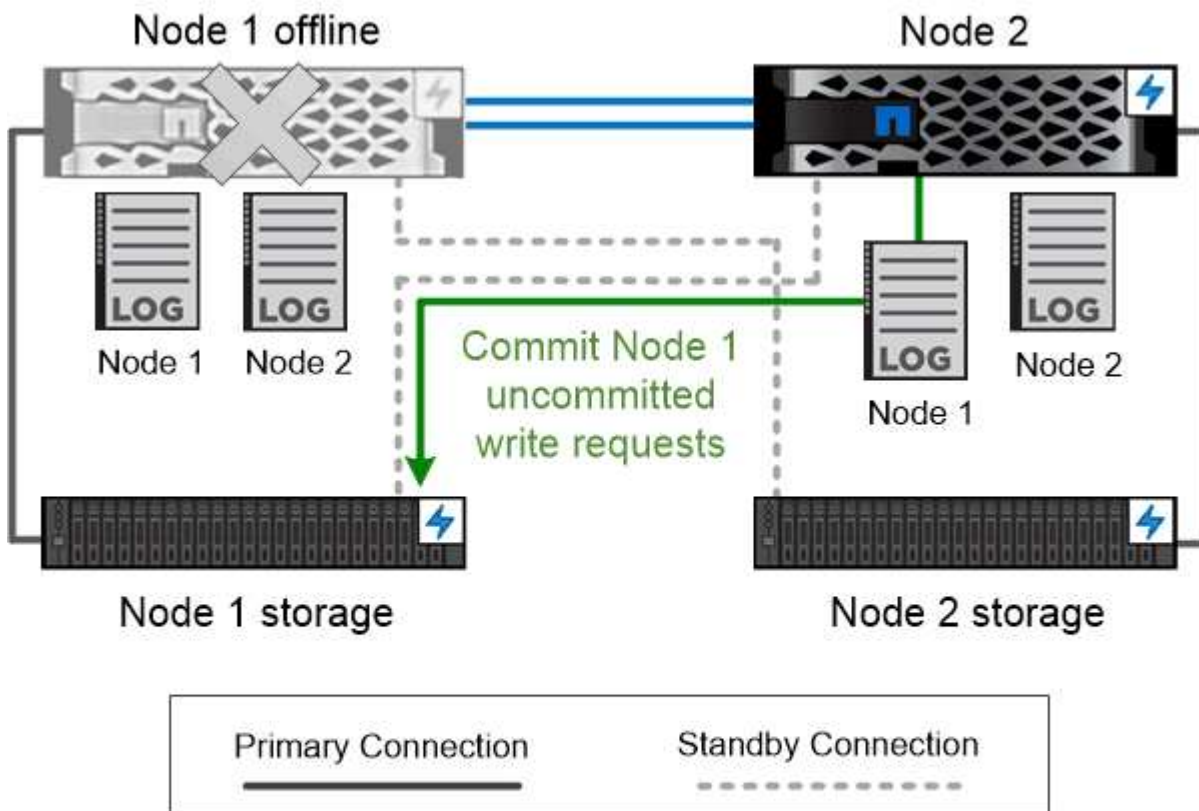 Node 1 offline
Node 2
LOG
LOG
LOG
LOG
Node 1
Node 2
Node 1
Node 2
Commit Node 1
uncommitted
write requests
Node 1 storage
Node 2 storage
Primary Connection
Standby Connection